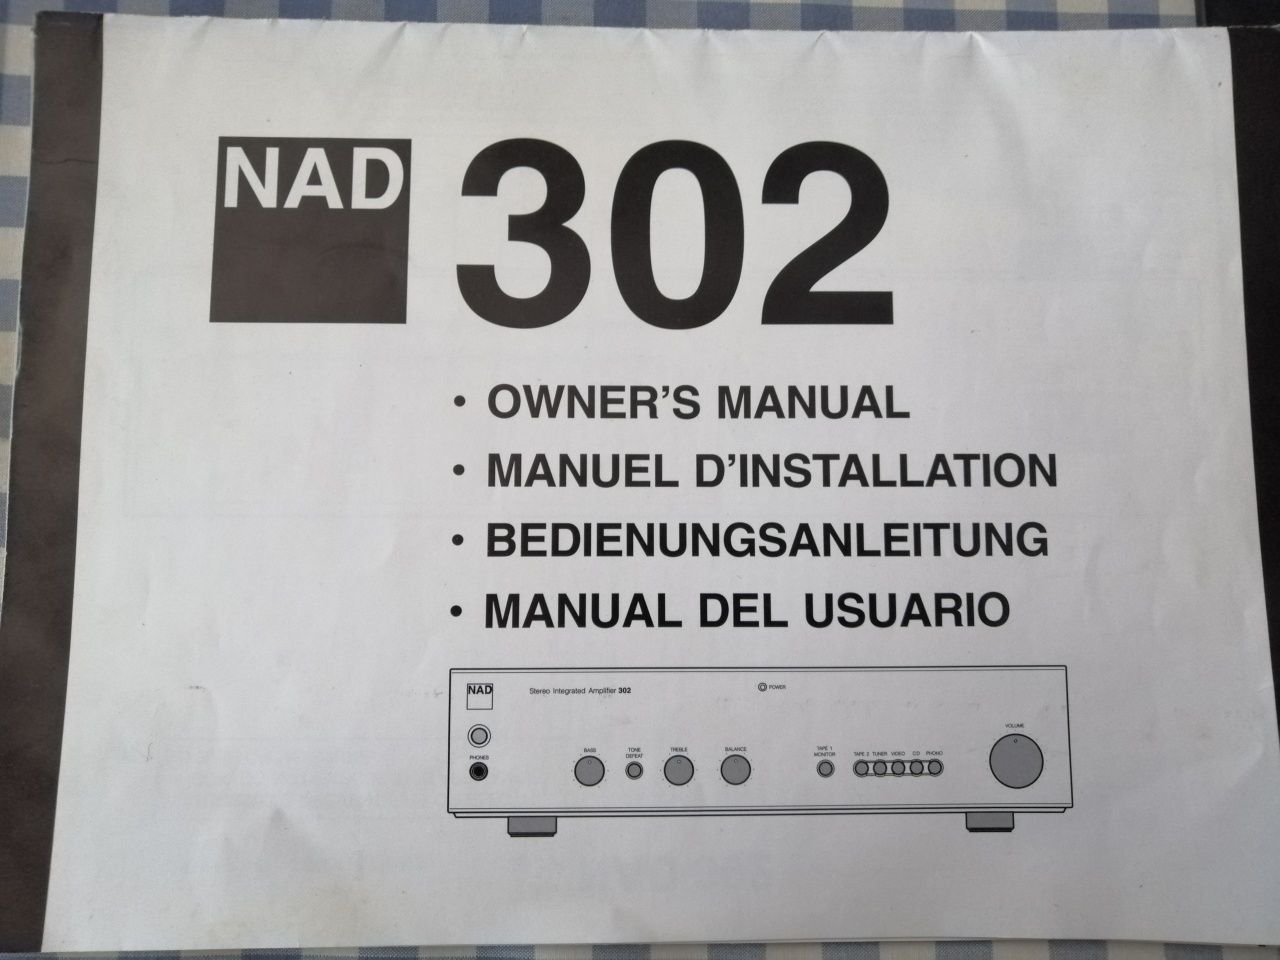 NAD 302
• OWNER'S MANUAL
• MANUEL D'INSTALLATION
• BEDIENUNGSANLEITUNG
• MANUAL DEL USUARIO
NAD
Stereo Integrated Amplifier 302
POWER
PHONES
BASS
TONE DEFEAT
TREBLE
BALANCE
TAPE 1 MONITOR
TAPE 2 TUNER VIDEO CD PHONO
VOLUME